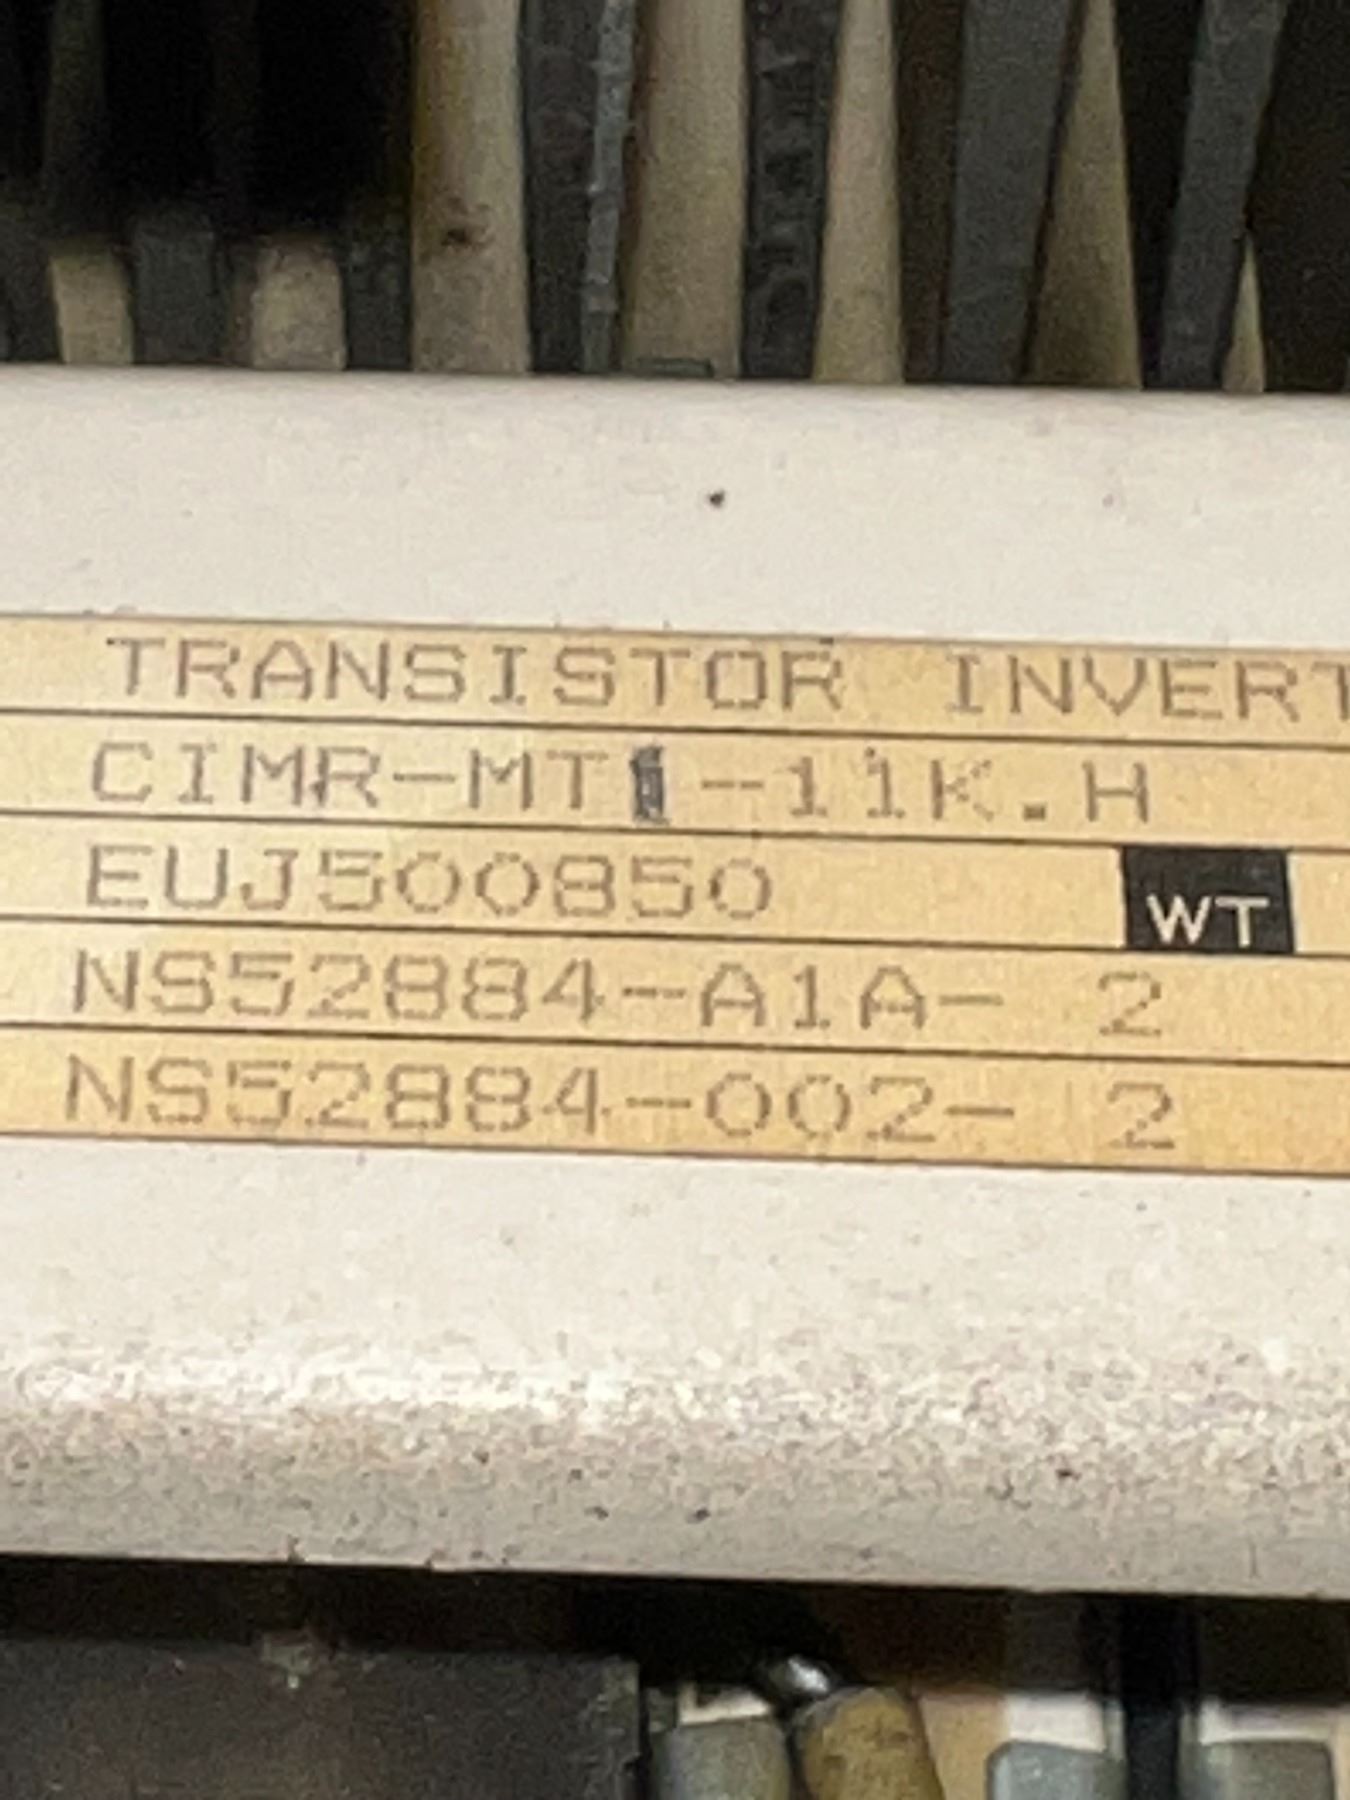 TRANSISTOR INVERT
CIMR-MT1-11K.H
EUJ500850
WT
NS52884-A1A- 2
NS52884-002- 2